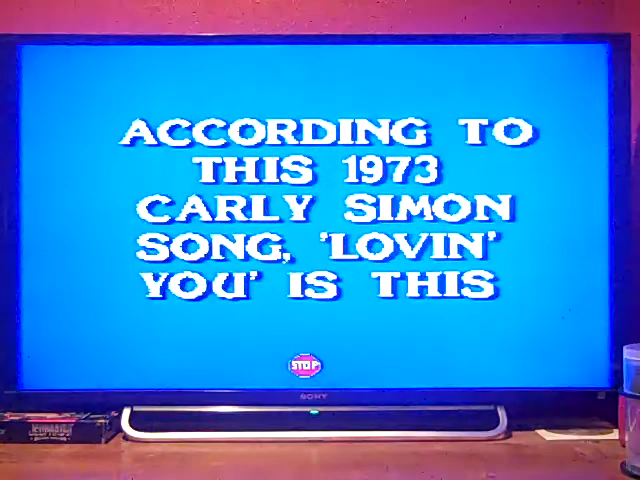 ACCORDING TO
THIS 1973
CARLY SIMON
SONG, 'LOVIN'
YOU' IS THIS
STOP
SONY